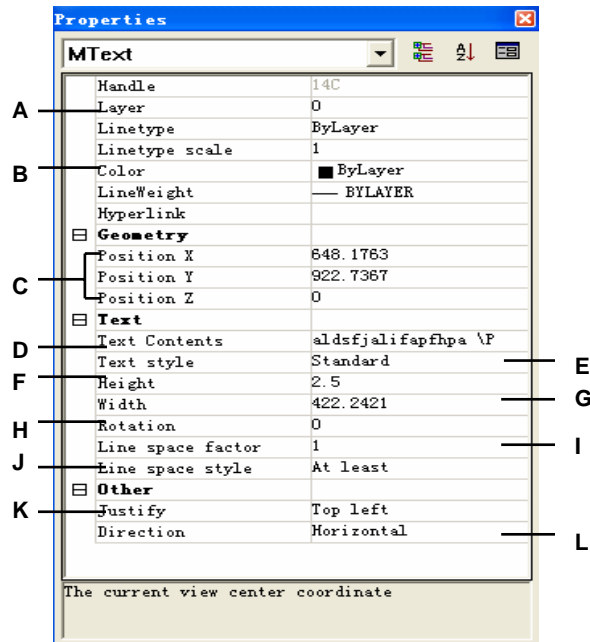 Properties
MText
Handle 14C
A Layer 0
Linetype ByLayer
Linetype scale 1
B Color ByLayer
LineWeight BYLAYER
Hyperlink
Geometry
Position X 648.1763
C Position Y 922.7367
Position Z 0
Text
D Text Contents aldsfjalifapfhpa \P
Text style Standard E
F Height 2.5
Width 422.2421 G
H Rotation 0
Line space factor 1 I
J Line space style At least
Other
K Justify Top left
Direction Horizontal L
The current view center coordinate